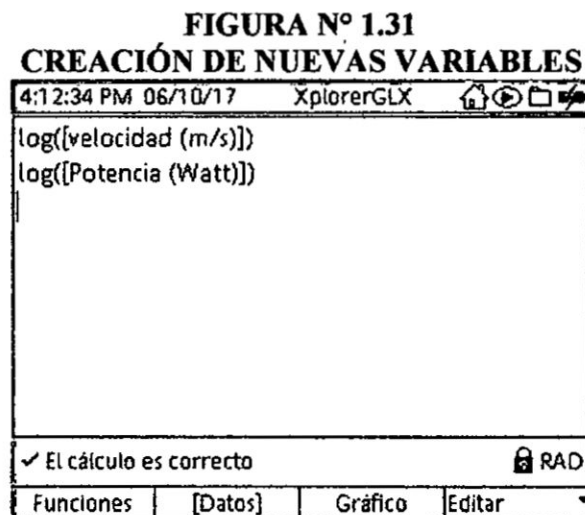 FIGURA Nº 1.31
CREACIÓN DE NUEVAS VARIABLES
4:12:34 PM 06/10/17 XplorerGLX
log([velocidad (m/s)])
log([Potencia (Watt)])
✓ El cálculo es correcto RAD
Funciones [Datos] Gráfico Editar